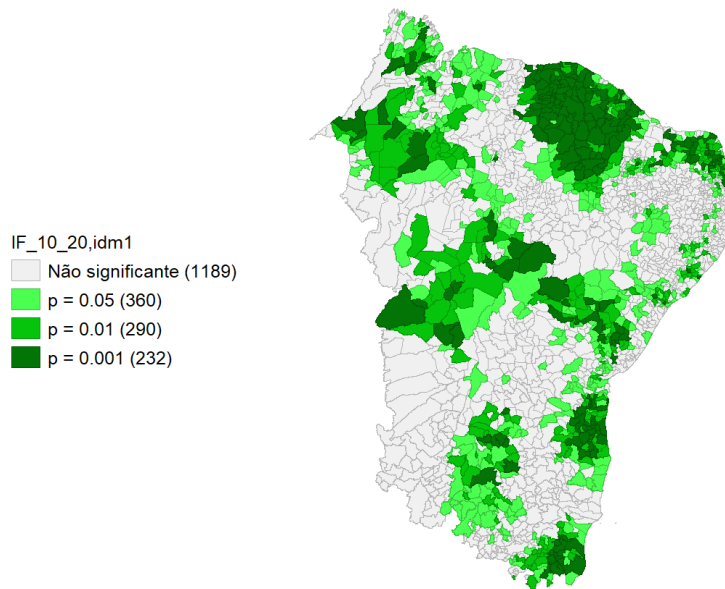 IF_10_20,idm1
Não significante (1189)
p = 0.05 (360)
p = 0.01 (290)
p = 0.001 (232)